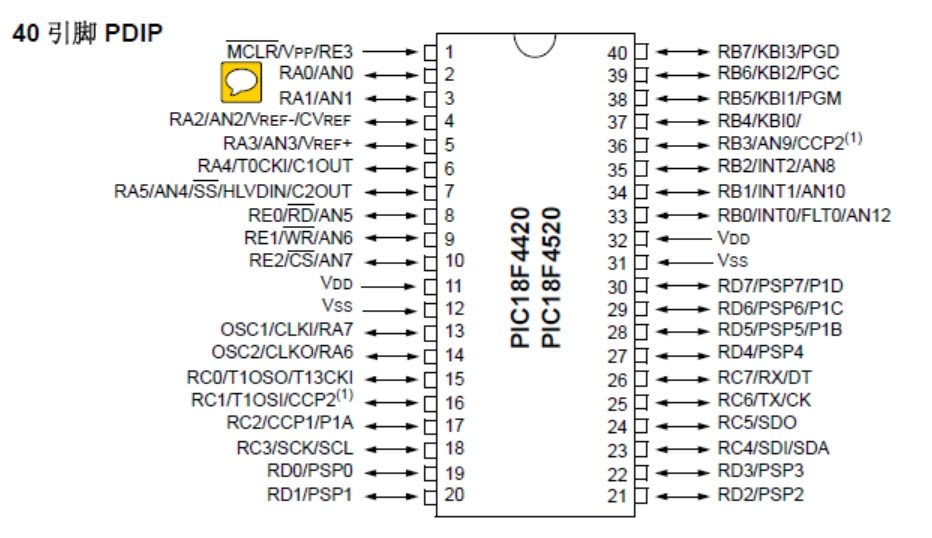 40 引脚 PDIP
MCLR/VPP/RE3 1 40 RB7/KBI3/PGD
RA0/AN0 2 39 RB6/KBI2/PGC
RA1/AN1 3 38 RB5/KBI1/PGM
RA2/AN2/VREF-/CVREF 4 37 RB4/KBI0/
RA3/AN3/VREF+ 5 36 RB3/AN9/CCP2(1)
RA4/T0CKI/C1OUT 6 35 RB2/INT2/AN8
RA5/AN4/SS/HLVDIN/C2OUT 7 34 RB1/INT1/AN10
RE0/RD/AN5 8 33 RB0/INT0/FLT0/AN12
RE1/WR/AN6 9 32 VDD
RE2/CS/AN7 10 31 VSS
VDD 11 30 RD7/PSP7/P1D
VSS 12 29 RD6/PSP6/P1C
OSC1/CLKI/RA7 13 28 RD5/PSP5/P1B
OSC2/CLKO/RA6 14 27 RD4/PSP4
RC0/T1OSO/T13CKI 15 26 RC7/RX/DT
RC1/T1OSI/CCP2(1) 16 25 RC6/TX/CK
RC2/CCP1/P1A 17 24 RC5/SDO
RC3/SCK/SCL 18 23 RC4/SDI/SDA
RD0/PSP0 19 22 RD3/PSP3
RD1/PSP1 20 21 RD2/PSP2
PIC18F4420
PIC18F4520